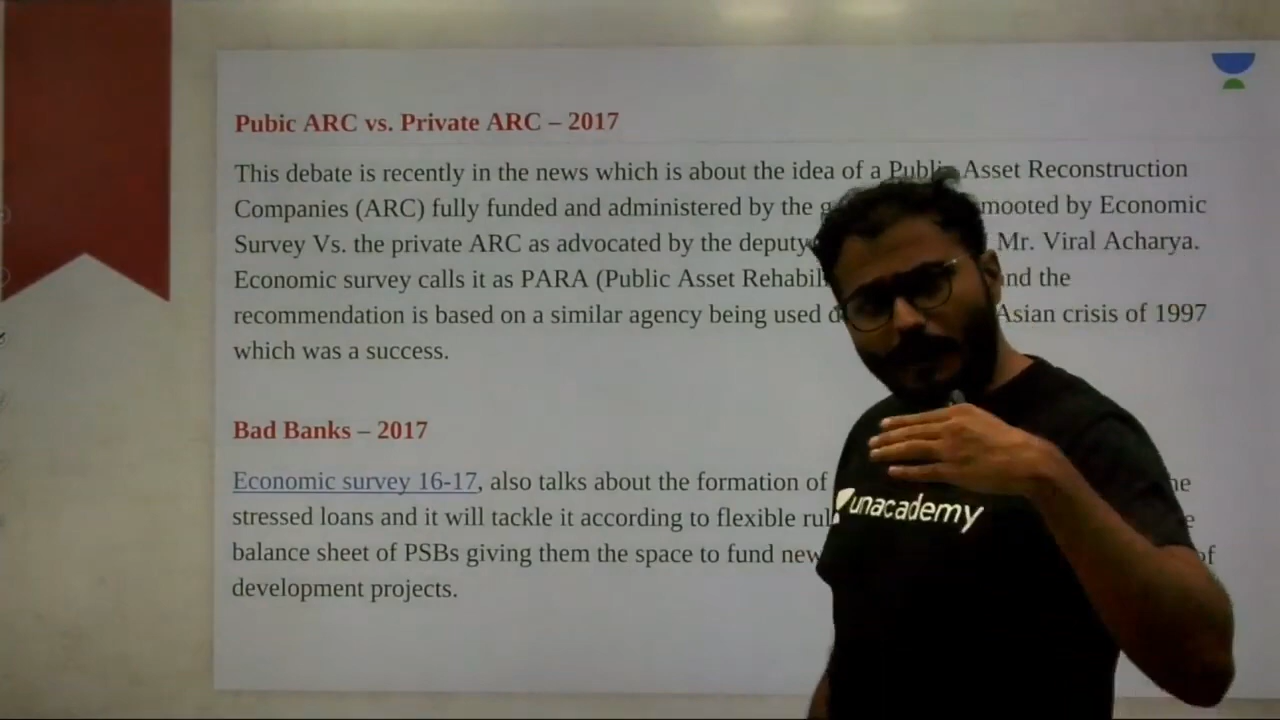 Pubic ARC vs. Private ARC – 2017
This debate is recently in the news which is about the idea of a Public Asset Reconstruction
Companies (ARC) fully funded and administered by the mooted by Economic
Survey Vs. the private ARC as advocated by the deputy Mr. Viral Acharya.
Economic survey calls it as PARA (Public Asset and the
recommendation is based on a similar agency being used Asian crisis of 1997
which was a success.
Bad Banks – 2017
Economic survey 16-17, also talks about the formation of
stressed loans and it will tackle it according to flexible
balance sheet of PSBs giving them the space to fund new of
development projects.
unacademy